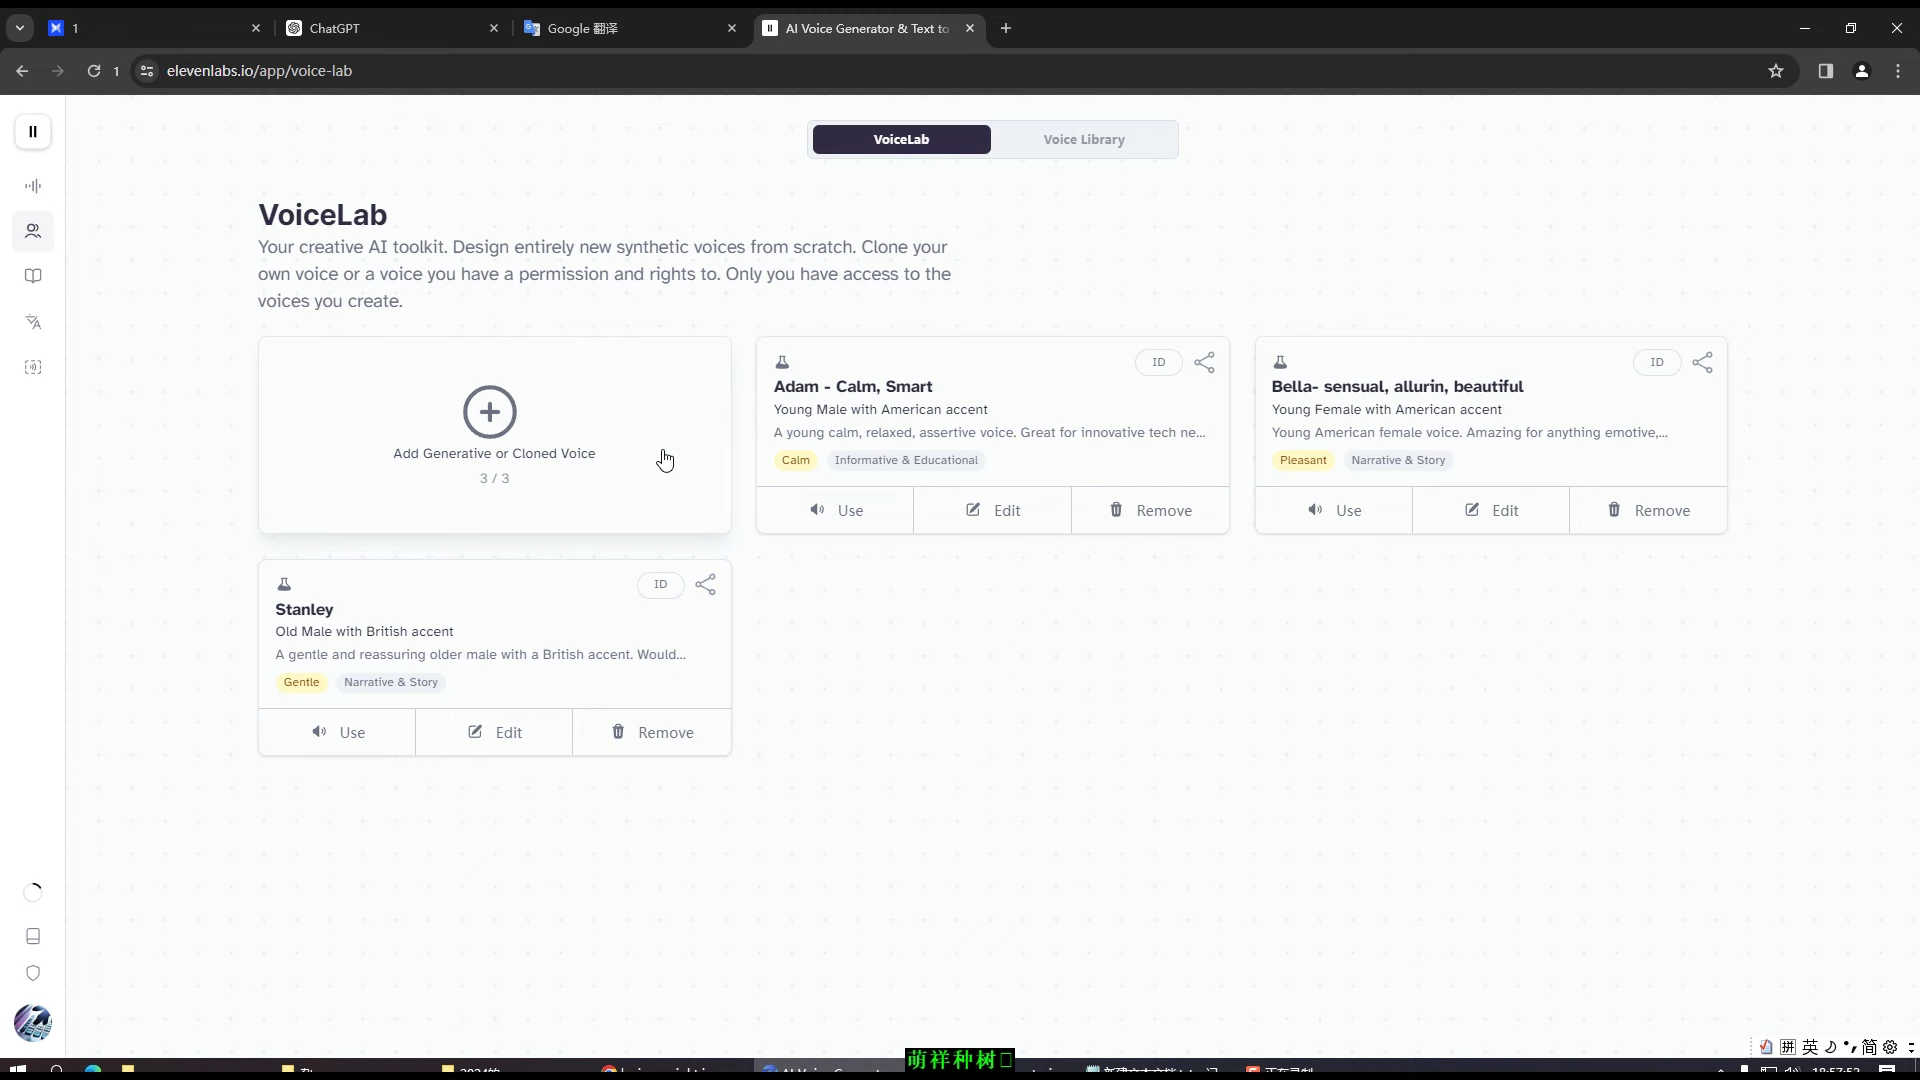 1
ChatGPT
Google 翻译
AI Voice Generator & Text to
1
elevenlabs.io/app/voice-lab
VoiceLab
Voice Library
VoiceLab
Your creative AI toolkit. Design entirely new synthetic voices from scratch. Clone your
own voice or a voice you have a permission and rights to. Only you have access to the
voices you create.
Add Generative or Cloned Voice
3 / 3
ID
Adam - Calm, Smart
Young Male with American accent
A young calm, relaxed, assertive voice. Great for innovative tech ne...
Calm
Informative & Educational
Use
Edit
Remove
ID
Bella- sensual, allurin, beautiful
Young Female with American accent
Young American female voice. Amazing for anything emotive,...
Pleasant
Narrative & Story
Use
Edit
Remove
ID
Stanley
Old Male with British accent
A gentle and reassuring older male with a British accent. Would...
Gentle
Narrative & Story
Use
Edit
Remove
拼 英 简
萌祥种树